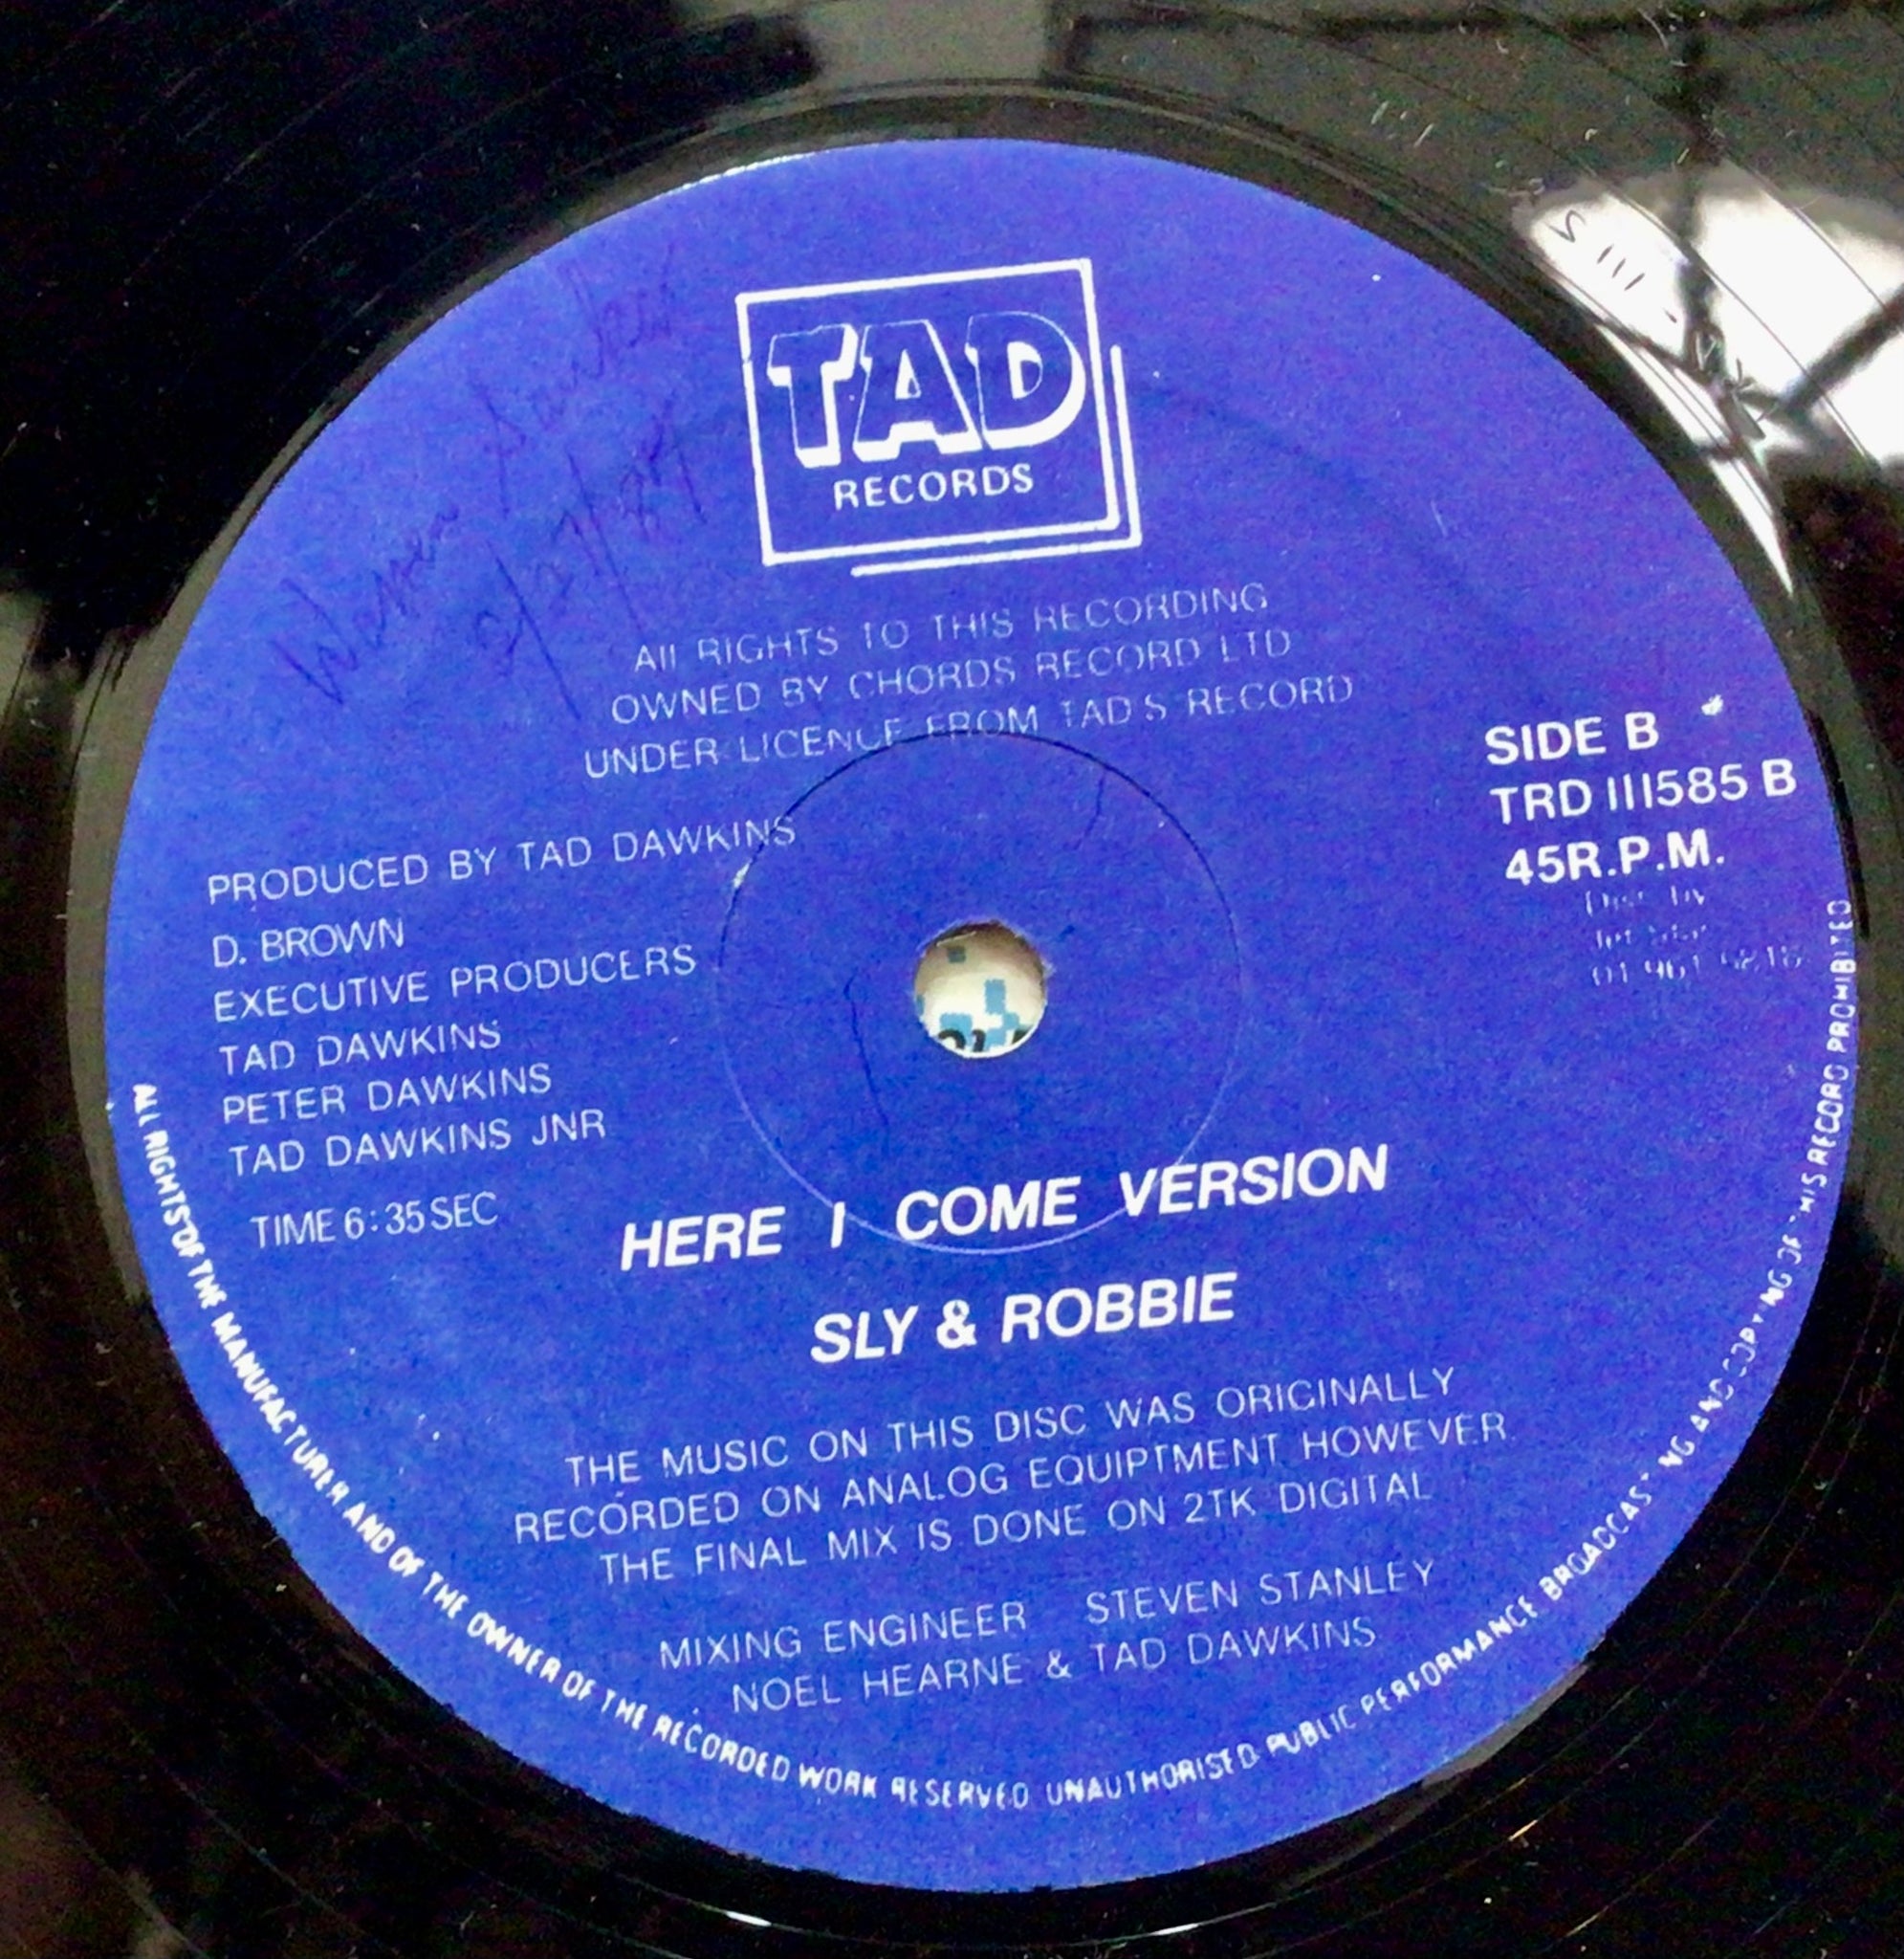 TAD
RECORDS
All RIGHTS TO THIS RECORDING
OWNED BY CHORDS RECORD LTD
UNDER LICENCE FROM TAD'S RECORD
SIDE B
TRD 111585 B
45R.P.M.
Dist by
Jet Star
PRODUCED BY TAD DAWKINS
D. BROWN
EXECUTIVE PRODUCERS
TAD DAWKINS
PETER DAWKINS
TAD DAWKINS JNR
TIME 6:35 SEC
HERE I COME VERSION
SLY & ROBBIE
THE MUSIC ON THIS DISC WAS ORIGINALLY
RECORDED ON ANALOG EQUIPTMENT HOWEVER
THE FINAL MIX IS DONE ON 2TK DIGITAL
MIXING ENGINEER STEVEN STANLEY
NOEL HEARNE & TAD DAWKINS
ALL RIGHTS OF THE MANUFACTURER AND OF THE OWNER OF THE RECORDED WORK RESERVED UNAUTHORISED PUBLIC PERFORMANCE BROADCASTING AND COPYING OF THIS RECORD PROHIBITED